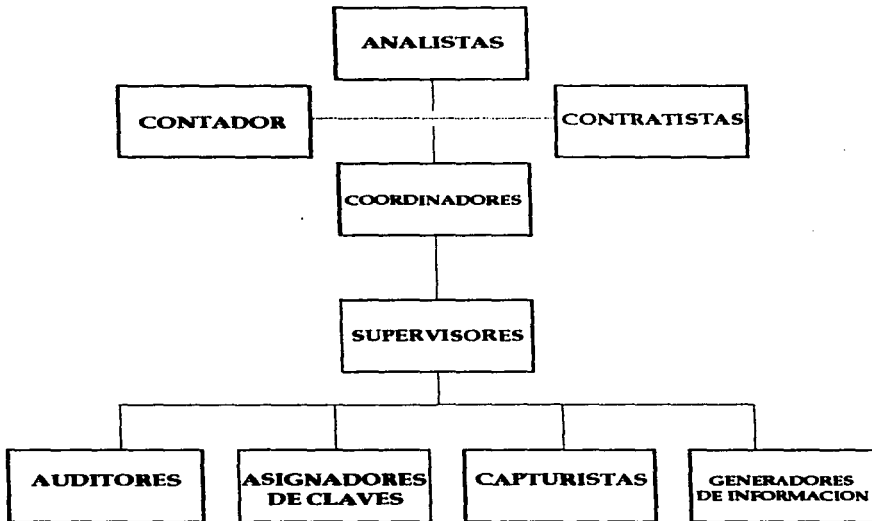 ANALISTAS
CONTADOR
CONTRATISTAS
COORDINADORES
SUPERVISORES
AUDITORES
ASIGNADORES
DE CLAVES
CAPTURISTAS
GENERADORES
DE INFORMACION